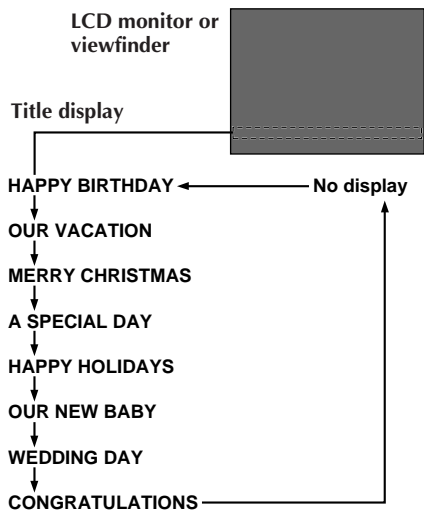 LCD monitor or
viewfinder
Title display
HAPPY BIRTHDAY
No display
OUR VACATION
MERRY CHRISTMAS
A SPECIAL DAY
HAPPY HOLIDAYS
OUR NEW BABY
WEDDING DAY
CONGRATULATIONS